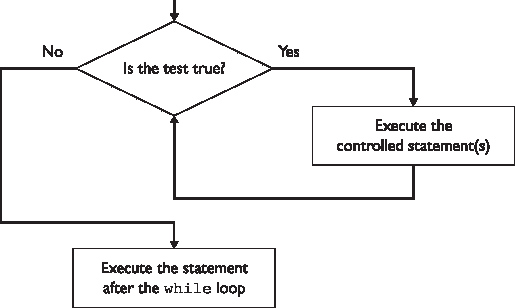 No
Is the test true?
Yes
Execute the
controlled statement(s)
Execute the statement
after the while loop